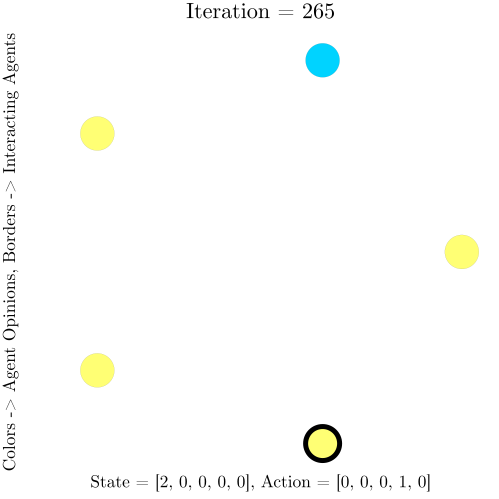 Iteration = 265
Colors -> Agent Opinions, Borders -> Interacting Agents
State = [2, 0, 0, 0, 0], Action = [0, 0, 0, 1, 0]